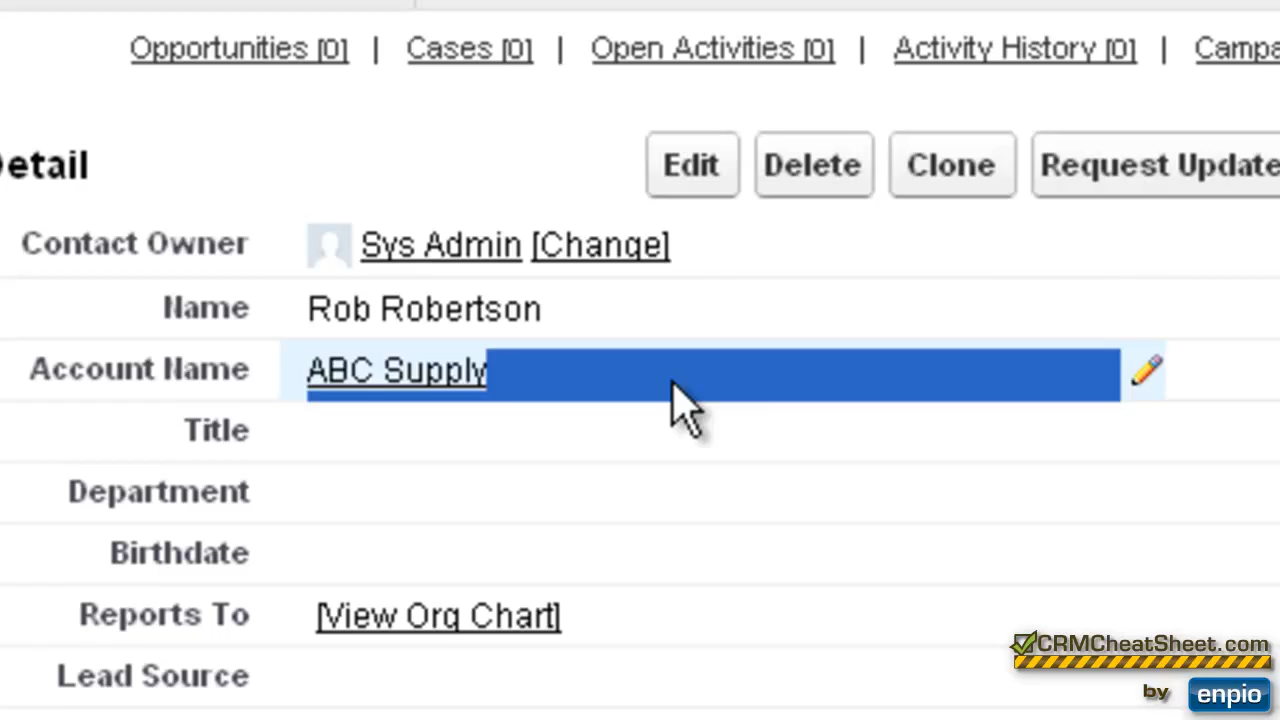 Opportunities [0] | Cases [0] | Open Activities [0] | Activity History [0] |
Detail Edit Delete Clone Request Update
Contact Owner Sys Admin [Change]
Name Rob Robertson
Account Name ABC Supply
Title
Department
Birthdate
Reports To [View Org Chart]
Lead Source
CRMCheatSheet.com
by enpio